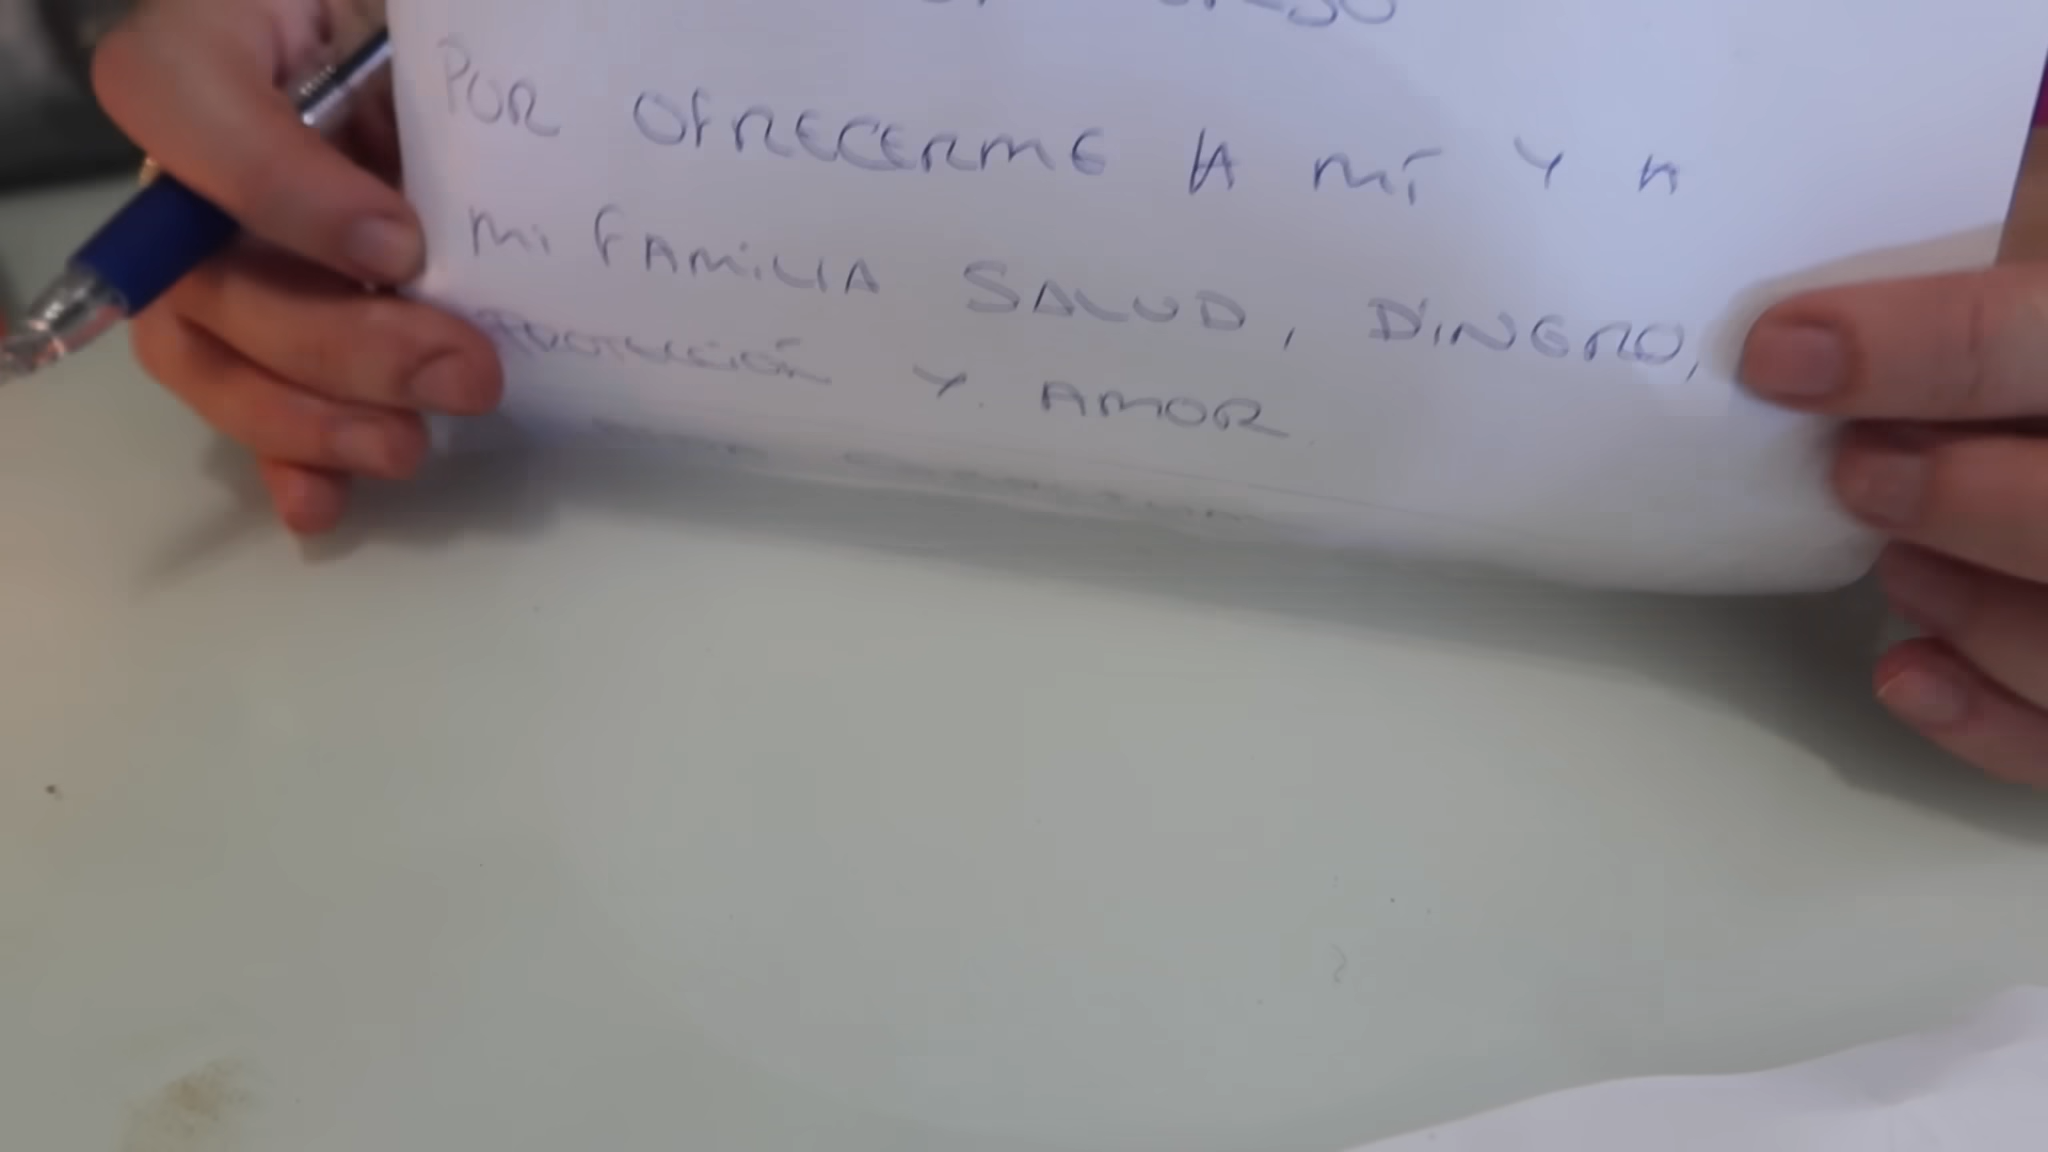 POR OFRECERME A MÍ Y A
Mi FAMiLIA SALUD, DINERO,
Y AMOR